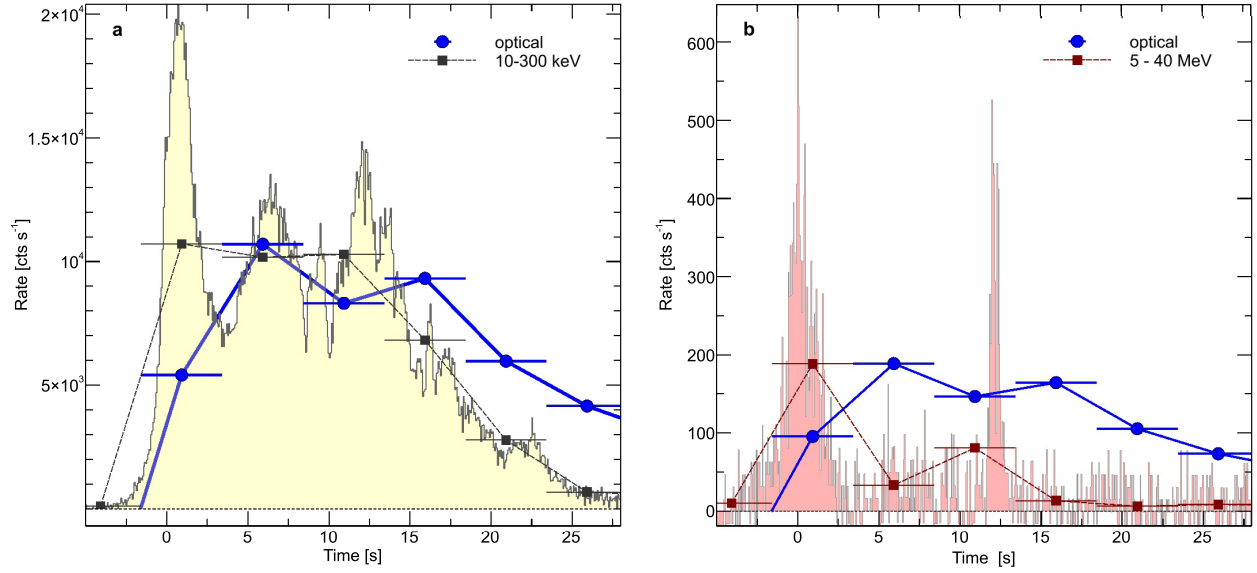 a
optical
10-300 keV
2×10⁴
1.5×10⁴
10⁴
5×10³
Rate [cts s⁻¹]
0 5 10 15 20 25
Time [s]
b
optical
5 - 40 MeV
600
500
400
300
200
100
0
Rate [cts s⁻¹]
0 5 10 15 20 25
Time [s]